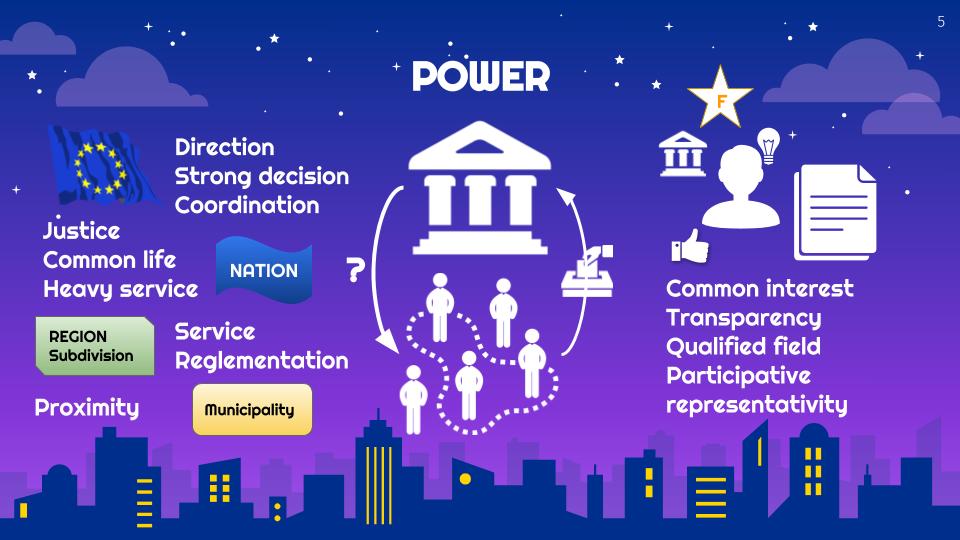 5
POWER
F
Direction
Strong decision
Coordination
Justice
Common life
Heavy service
NATION
?
REGION
Subdivision
Service
Reglementation
Proximity
Municipality
Common interest
Transparency
Qualified field
Participative
representativity